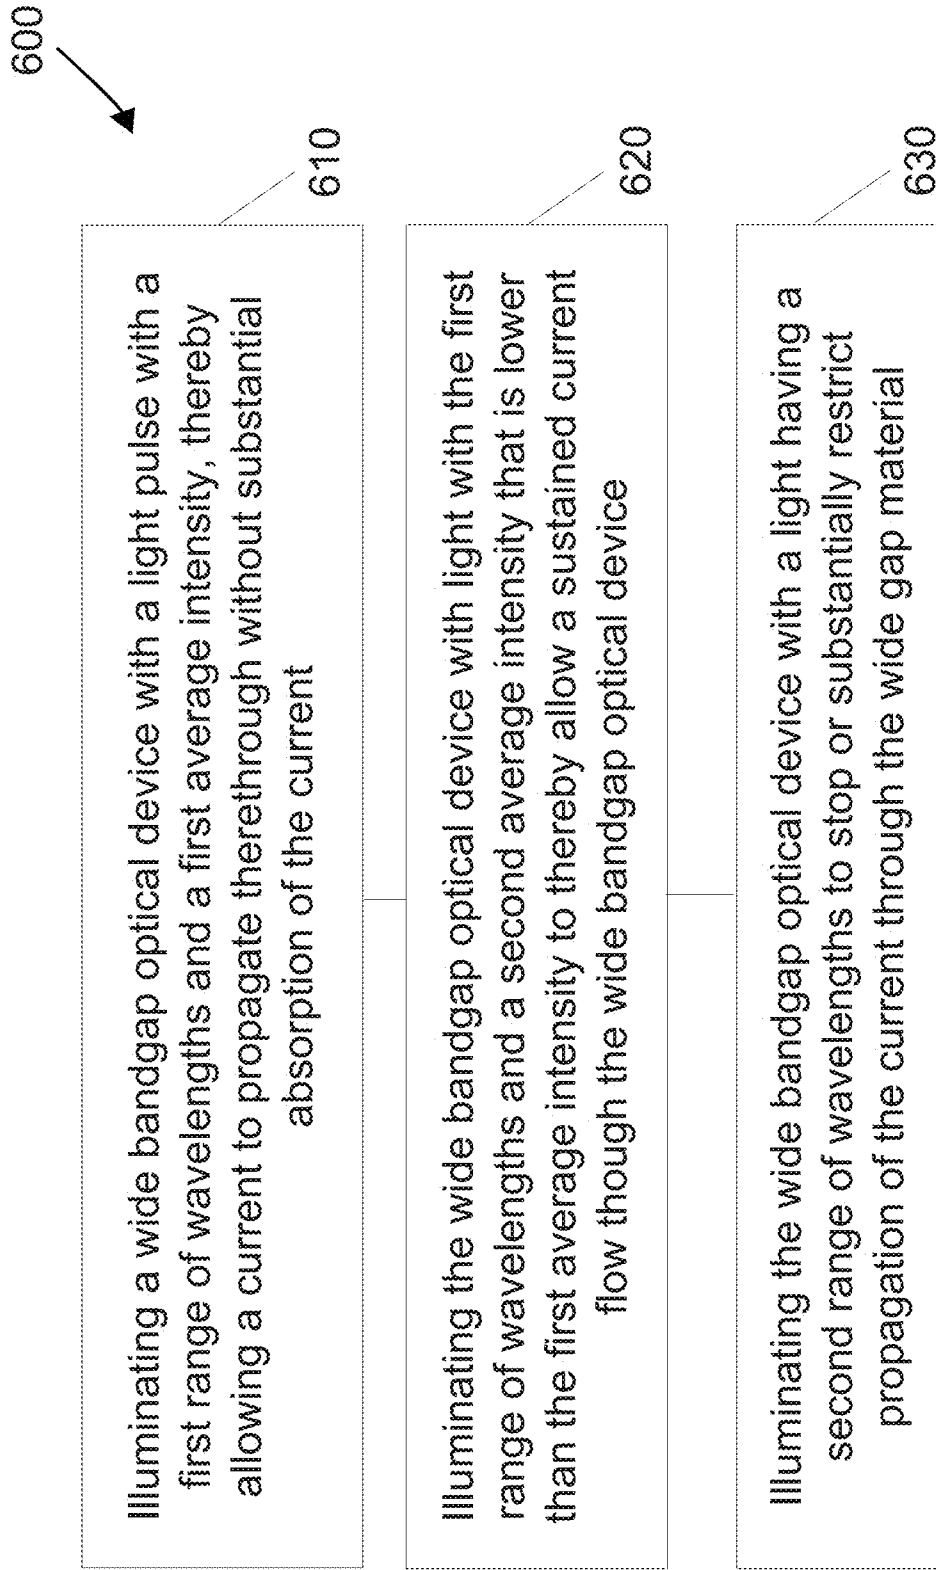 600
Illuminating a wide bandgap optical device with a light pulse with a
first range of wavelengths and a first average intensity, thereby
allowing a current to propagate therethrough without substantial
absorption of the current
610
Illuminating the wide bandgap optical device with light with the first
range of wavelengths and a second average intensity that is lower
than the first average intensity to thereby allow a sustained current
flow though the wide bandgap optical device
620
Illuminating the wide bandgap optical device with a light having a
second range of wavelengths to stop or substantially restrict
propagation of the current through the wide gap material
630